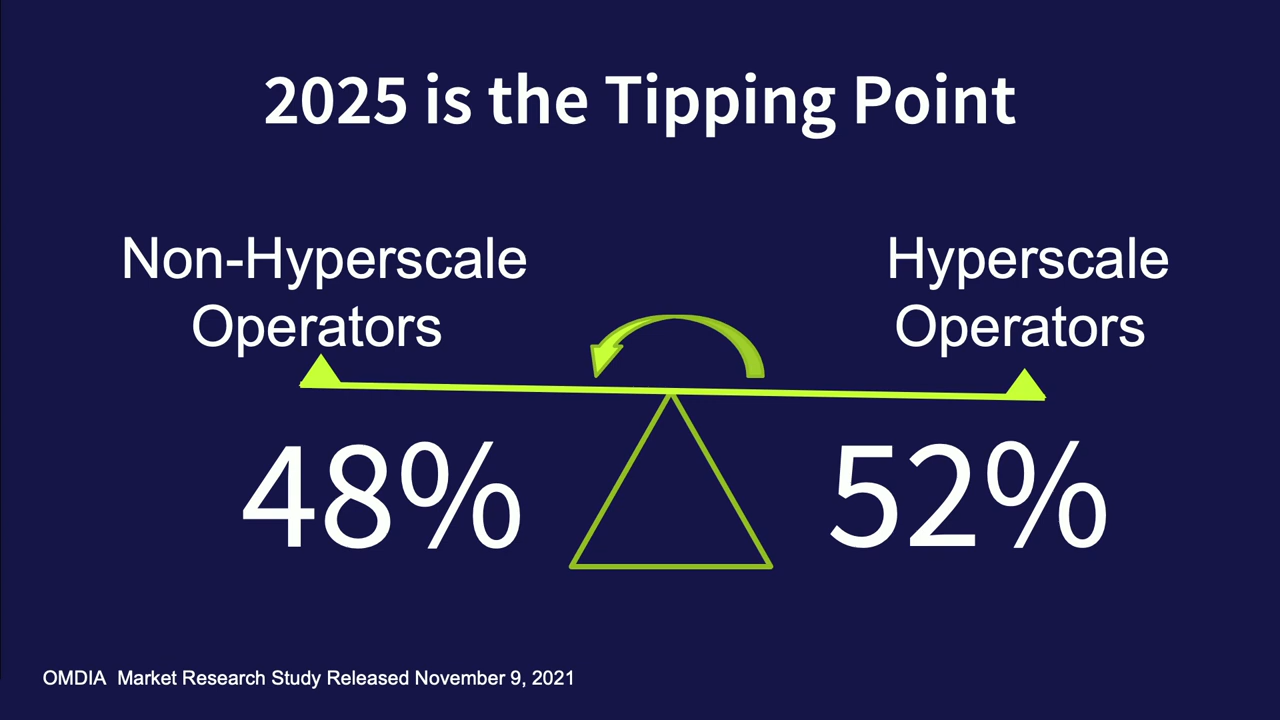 2025 is the Tipping Point
Non-Hyperscale
Operators
Hyperscale
Operators
48%
52%
OMDIA  Market Research Study Released November 9, 2021